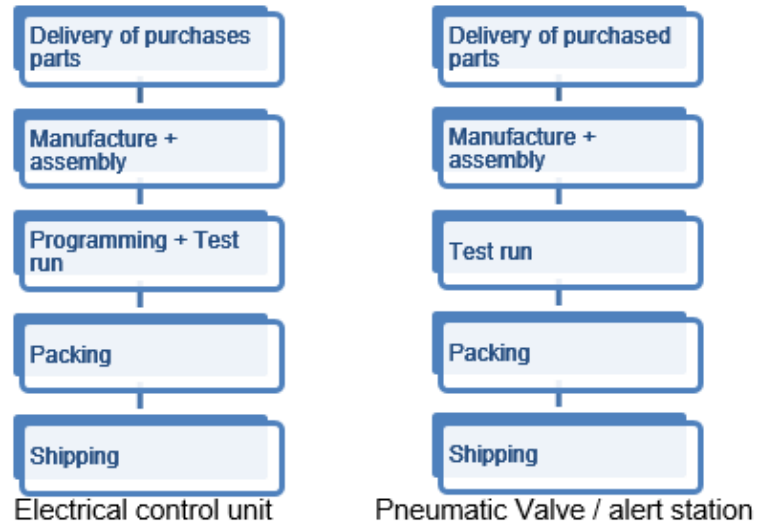 Delivery of purchases
parts
Manufacture +
assembly
Programming + Test
run
Packing
Shipping
Electrical control unit
Delivery of purchased
parts
Manufacture +
assembly
Test run
Packing
Shipping
Pneumatic Valve / alert station